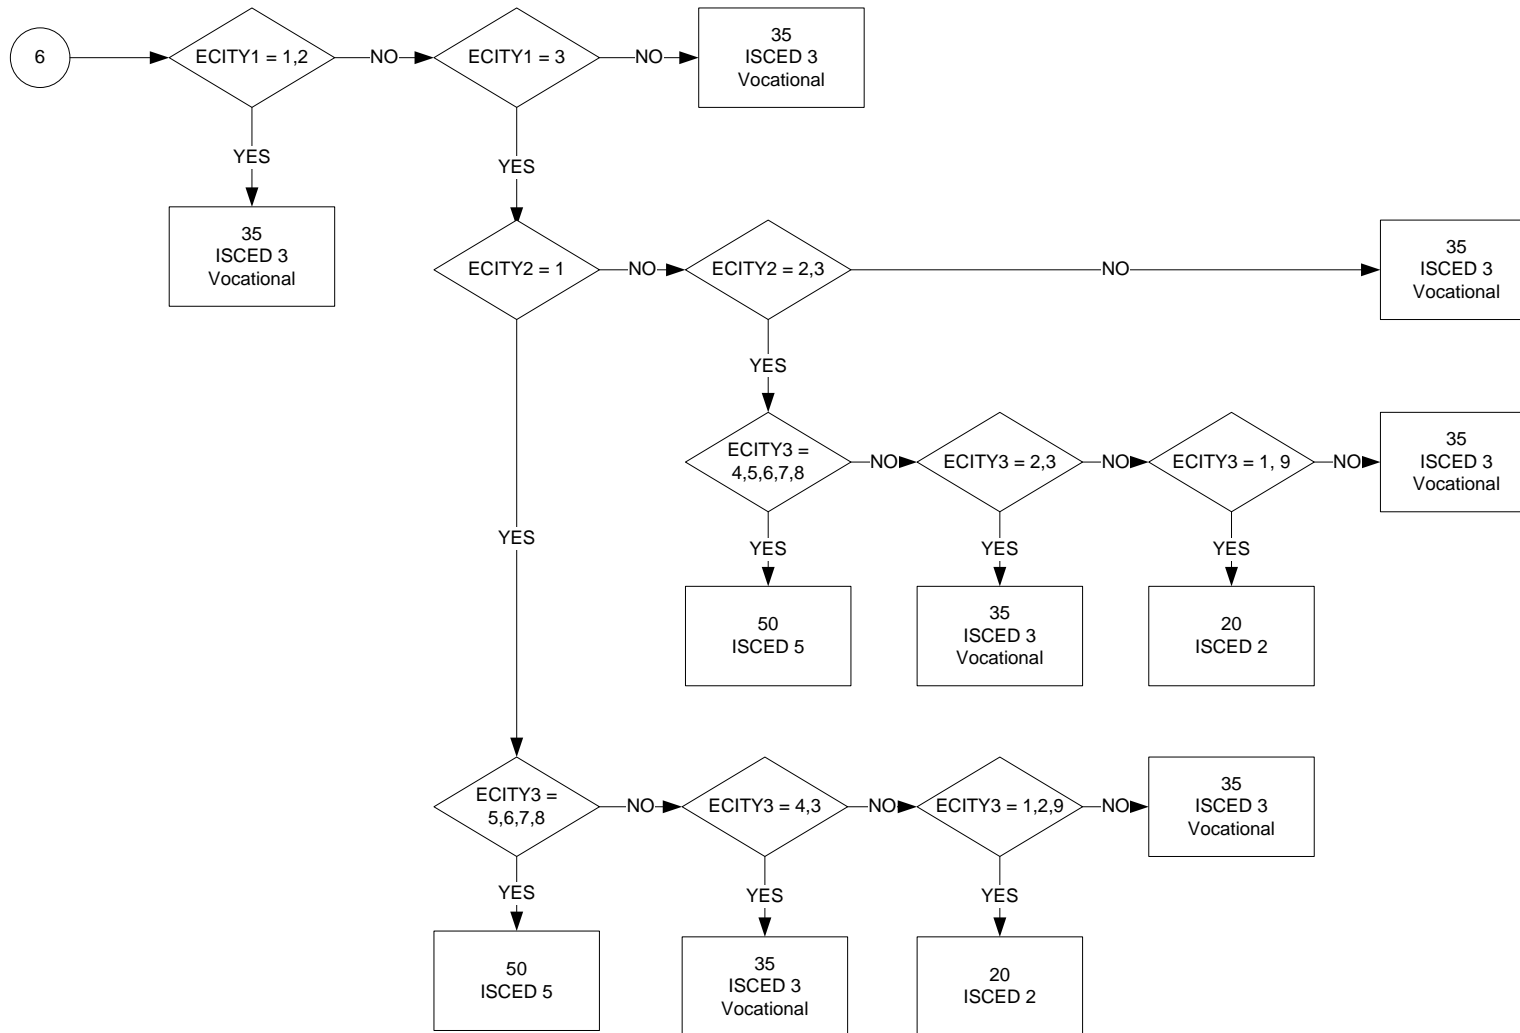 6
ECITY1 = 1,2
NO
ECITY1 = 3
NO
35
ISCED 3
Vocational
YES
YES
35
ISCED 3
Vocational
ECITY2 = 1
NO
ECITY2 = 2,3
NO
35
ISCED 3
Vocational
YES
YES
ECITY3 =
4,5,6,7,8
NO
ECITY3 = 2,3
NO
ECITY3 = 1, 9
NO
35
ISCED 3
Vocational
YES
YES
YES
50
ISCED 5
35
ISCED 3
Vocational
20
ISCED 2
ECITY3 =
5,6,7,8
NO
ECITY3 = 4,3
NO
ECITY3 = 1,2,9
NO
35
ISCED 3
Vocational
YES
YES
YES
50
ISCED 5
35
ISCED 3
Vocational
20
ISCED 2